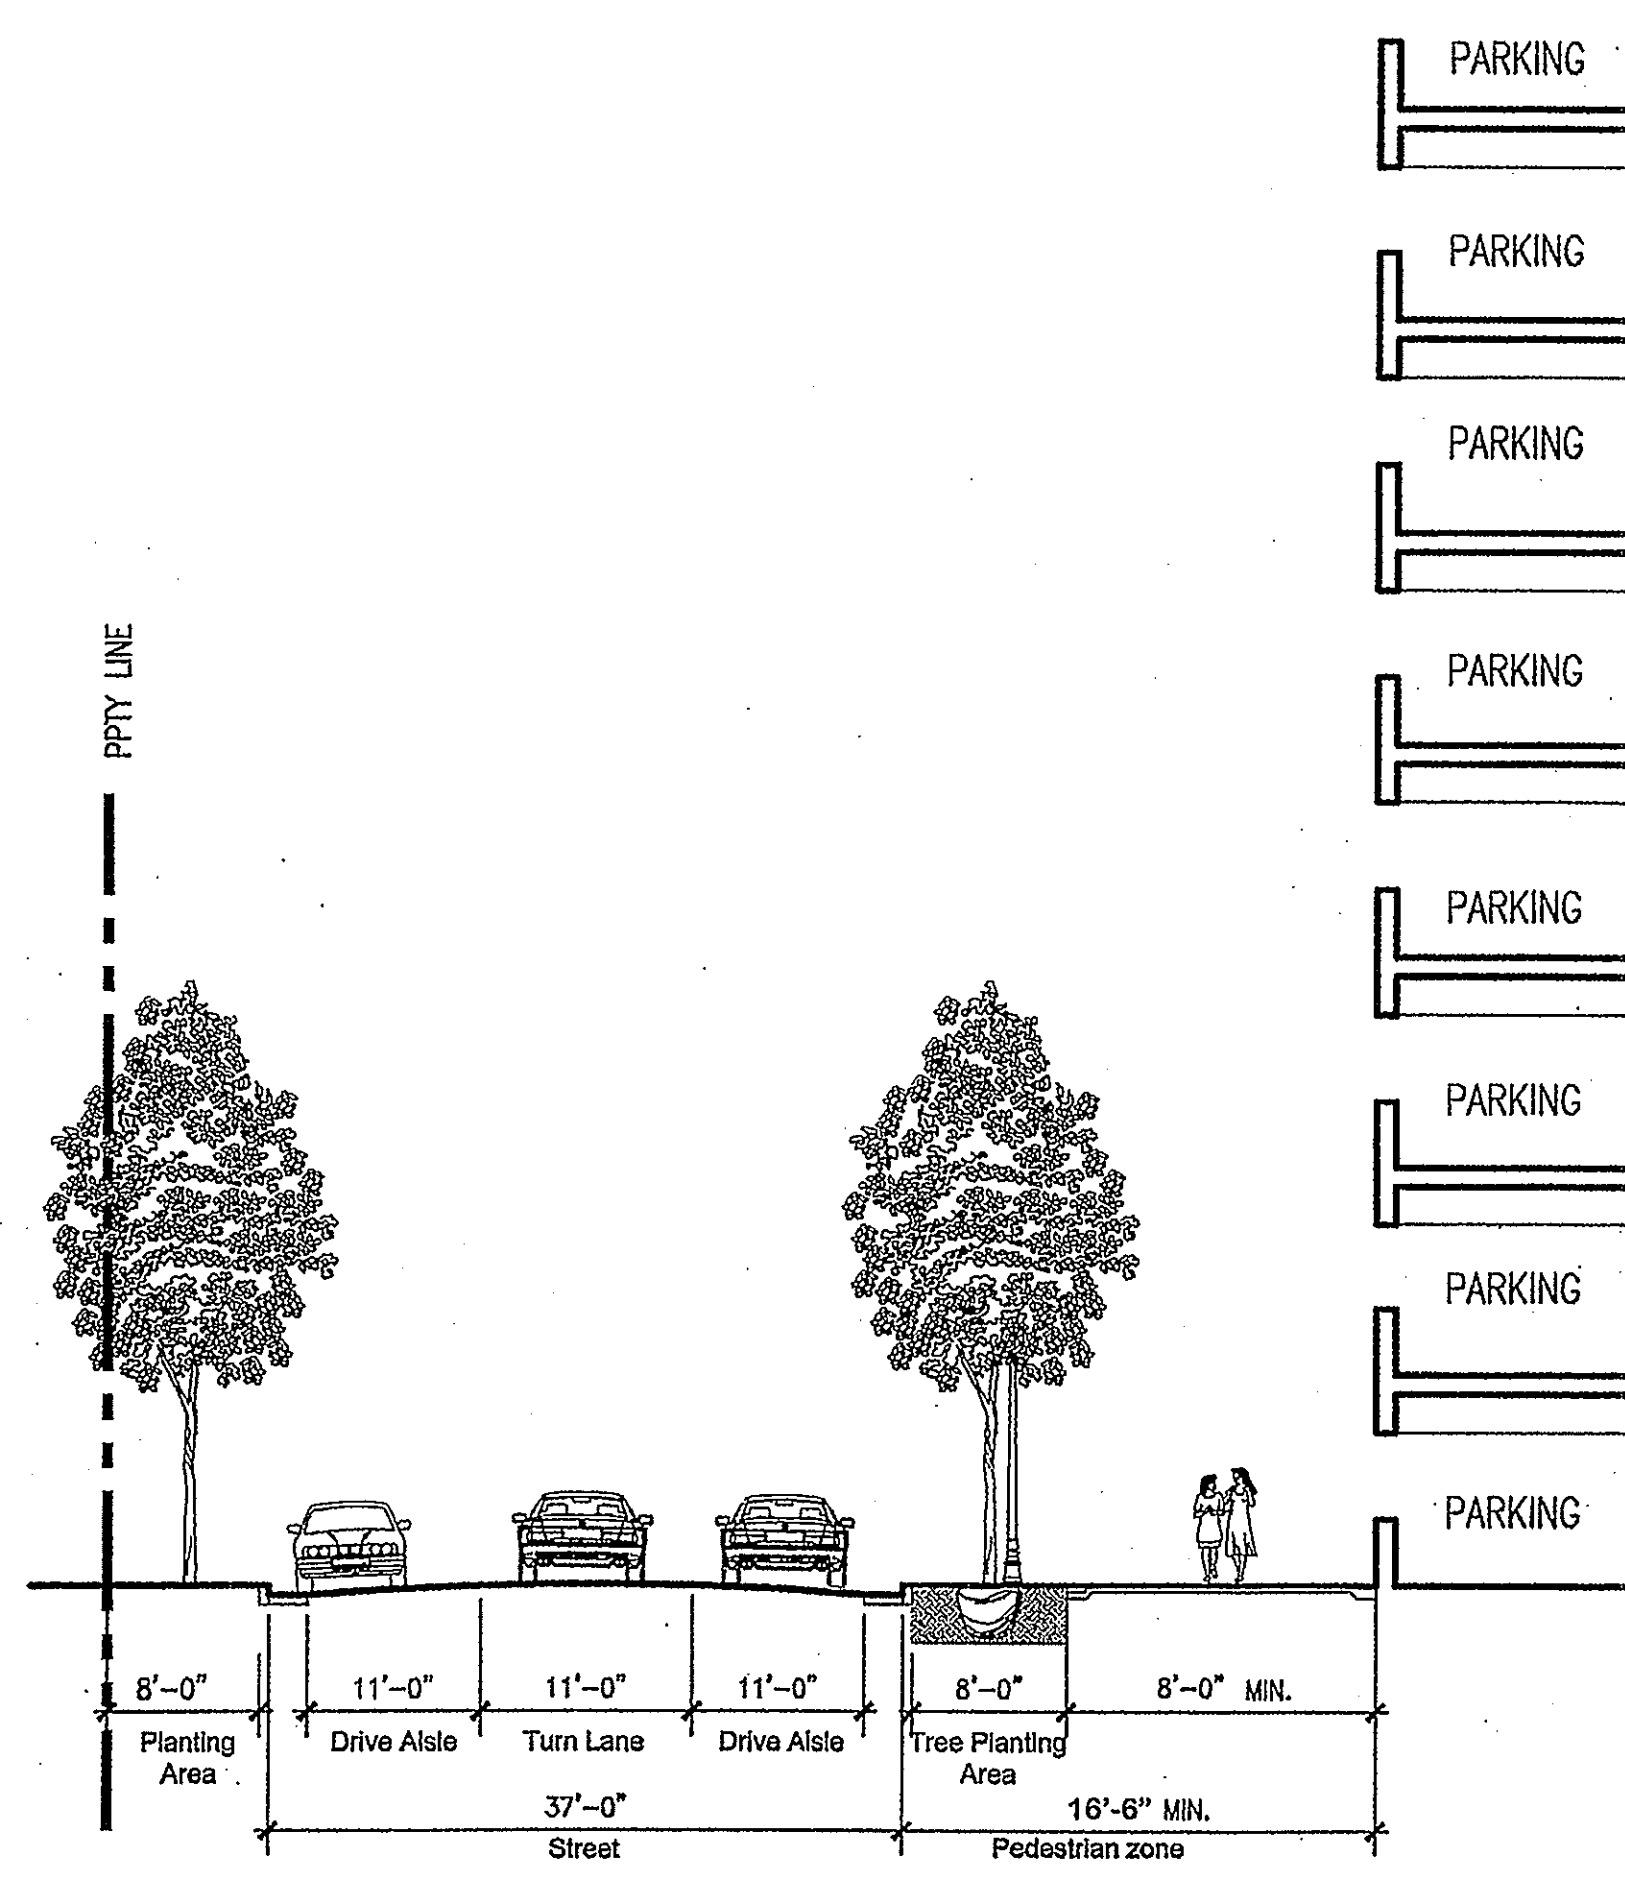 PARKING
PARKING
PARKING
PPTY LINE
PARKING
PARKING
PARKING
PARKING
PARKING
8'-0" 11'-0" 11'-0" 11'-0" 8'-0" 8'-0" MIN.
Planting Area
Drive Aisle
Turn Lane
Drive Aisle
Tree Planting Area
37'-0"
Street
16'-6" MIN.
Pedestrian zone